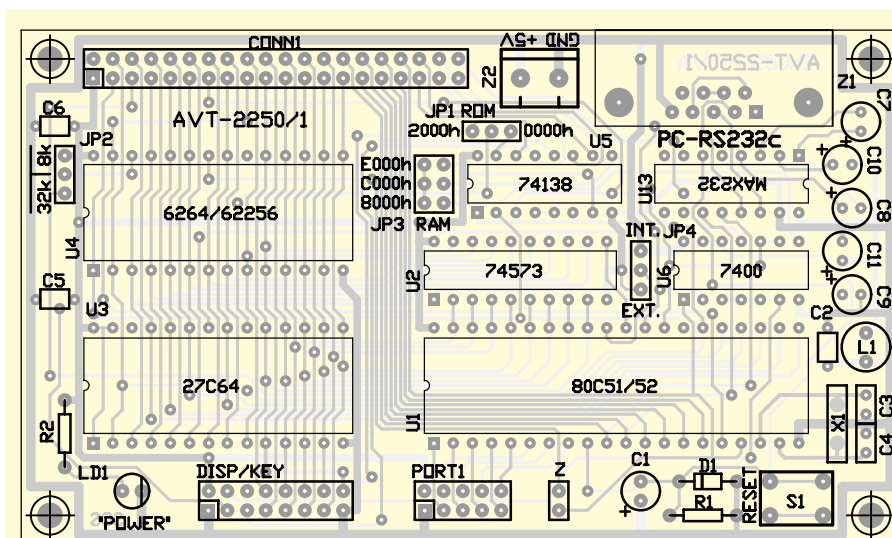 CONN1
+5V GND
Z2
AVT-2250/1
Z1
C7
C6
AVT-2250/1
JP1 ROM
2000h
0000h
U5
PC-RS232c
JP2
8k
32k
E000h
C000h
8000h
JP3 RAM
74138
U13
MAX232
C10
C8
6264/62256
U4
INT.
JP4
C11
U2
74573
U6
7400
C5
EXT.
C9
U3
C2
L1
27C64
80C51/52
U1
X1
C3
C4
R2
LD1
DISP/KEY
PORT1
Z
C1
D1
R1
RESET
S1
"POWER"